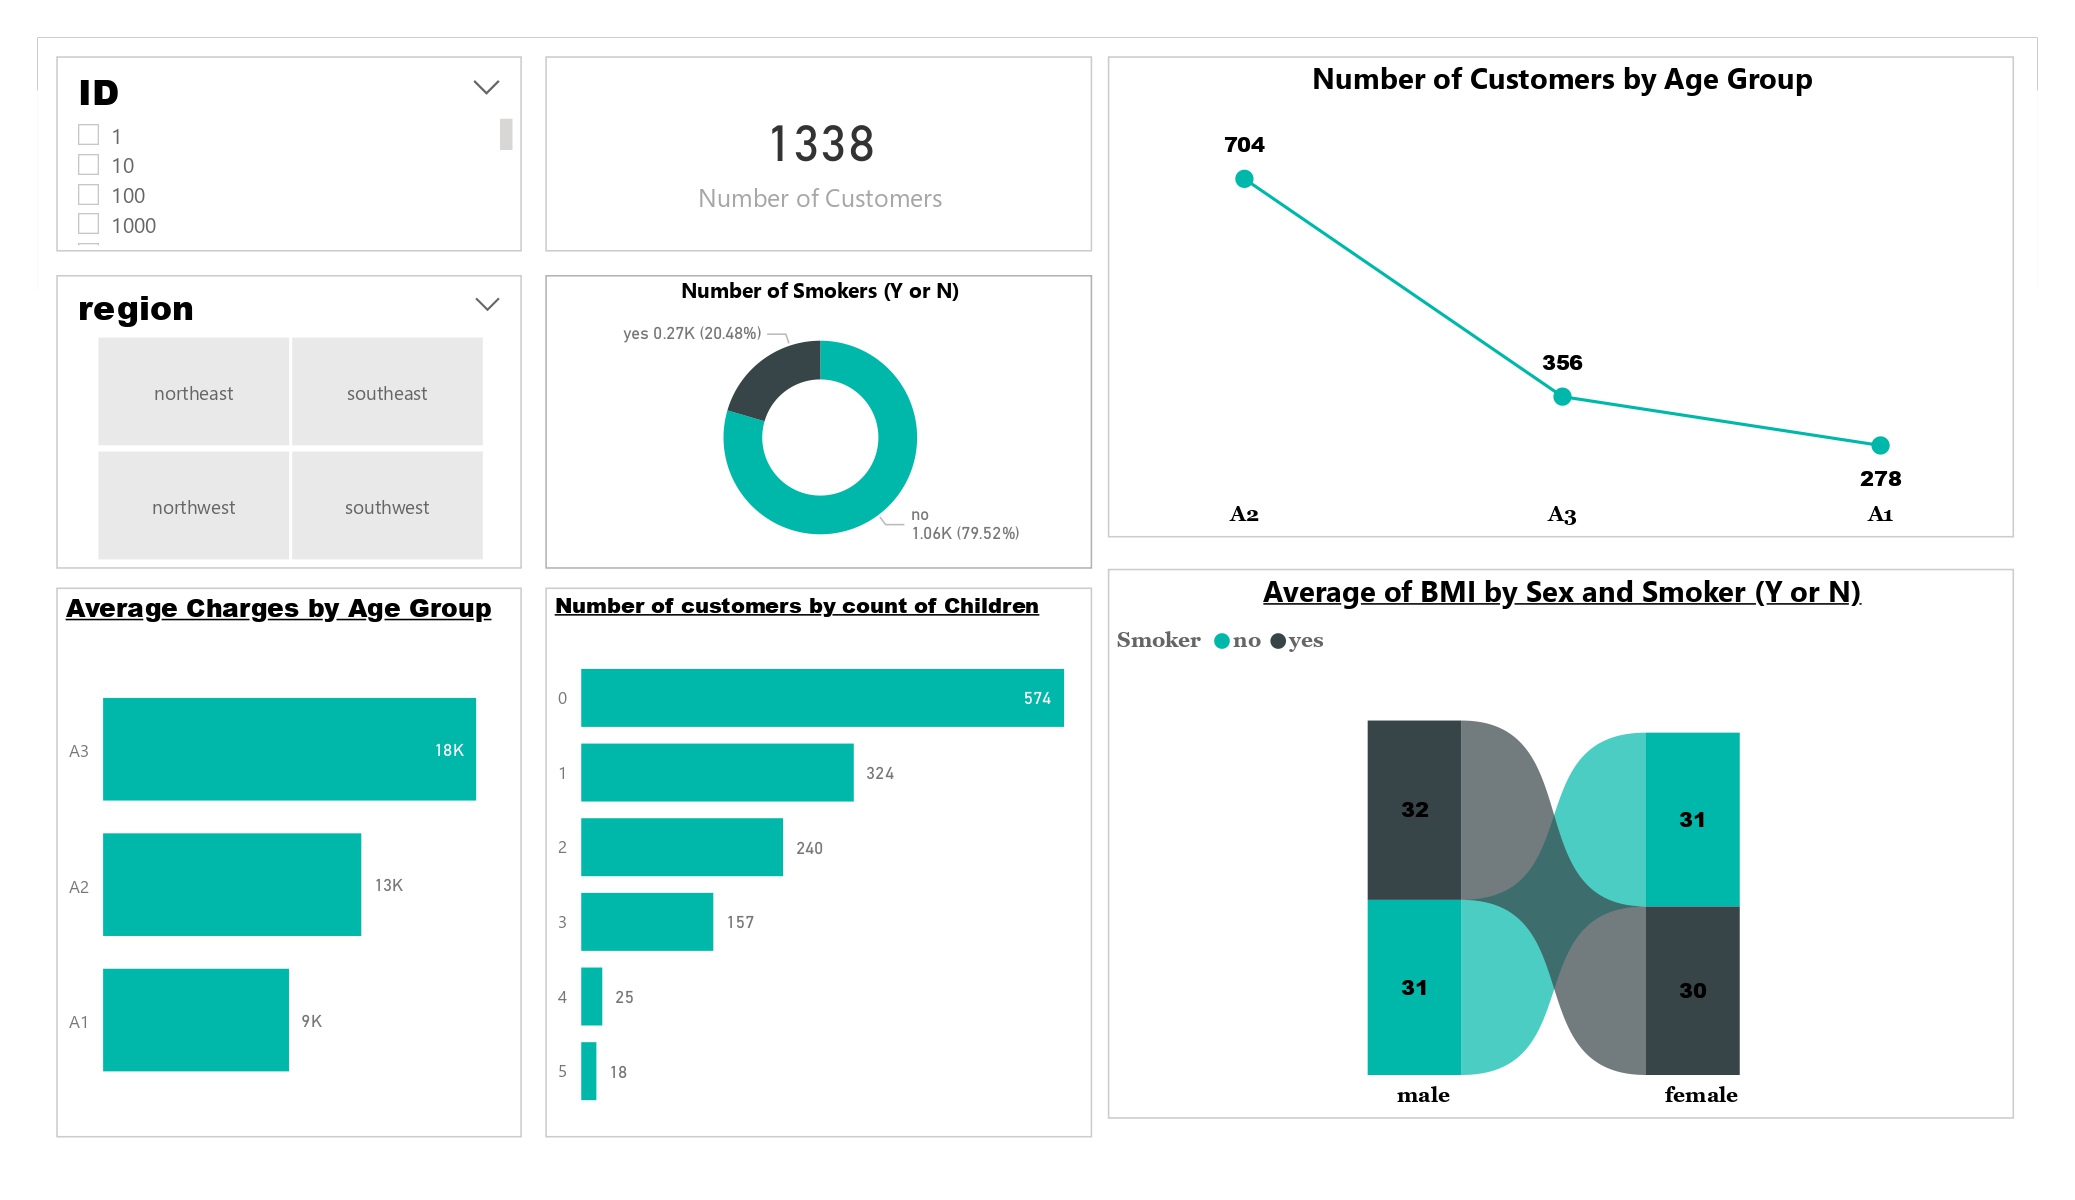 ID
1
10
100
1000
1338
Number of Customers
Number of Customers by Age Group
704
356
278
A2
A3
A1
region
northeast
southeast
northwest
southwest
Number of Smokers (Y or N)
yes 0.27K (20.48%)
no
1.06K (79.52%)
Average Charges by Age Group
A3
18K
A2
13K
A1
9K
Number of customers by count of Children
0
574
1
324
2
240
3
157
4
25
5
18
Average of BMI by Sex and Smoker (Y or N)
Smoker no yes
32
31
31
30
male
female